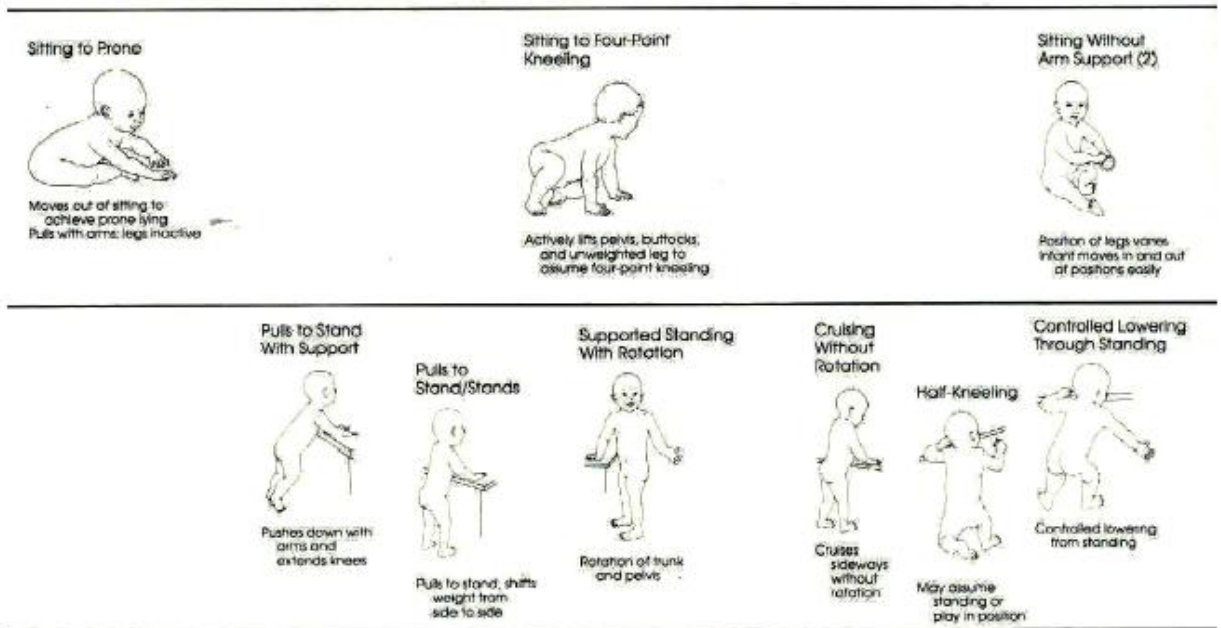 Sitting to Prone
Moves out of sitting to
achieve prone lying
Pulls with arms; legs inactive
Sitting to Four-Point
Kneeling
Actively lifts pelvis, buttocks,
and unweighted leg to
assume four-point kneeling
Sitting Without
Arm Support (2)
Position of legs varies
Infant moves in and out
of positions easily
Pulls to Stand
With Support
Pushes down with
arms and
extends knees
Pulls to
Stand/Stands
Pulls to stand; shifts
weight from
side to side
Supported Standing
With Rotation
Rotation of trunk
and pelvis
Cruising
Without
Rotation
Cruises
sideways
without
rotation
Half-Kneeling
May assume
standing or
play in position
Controlled Lowering
Through Standing
Controlled lowering
from standing